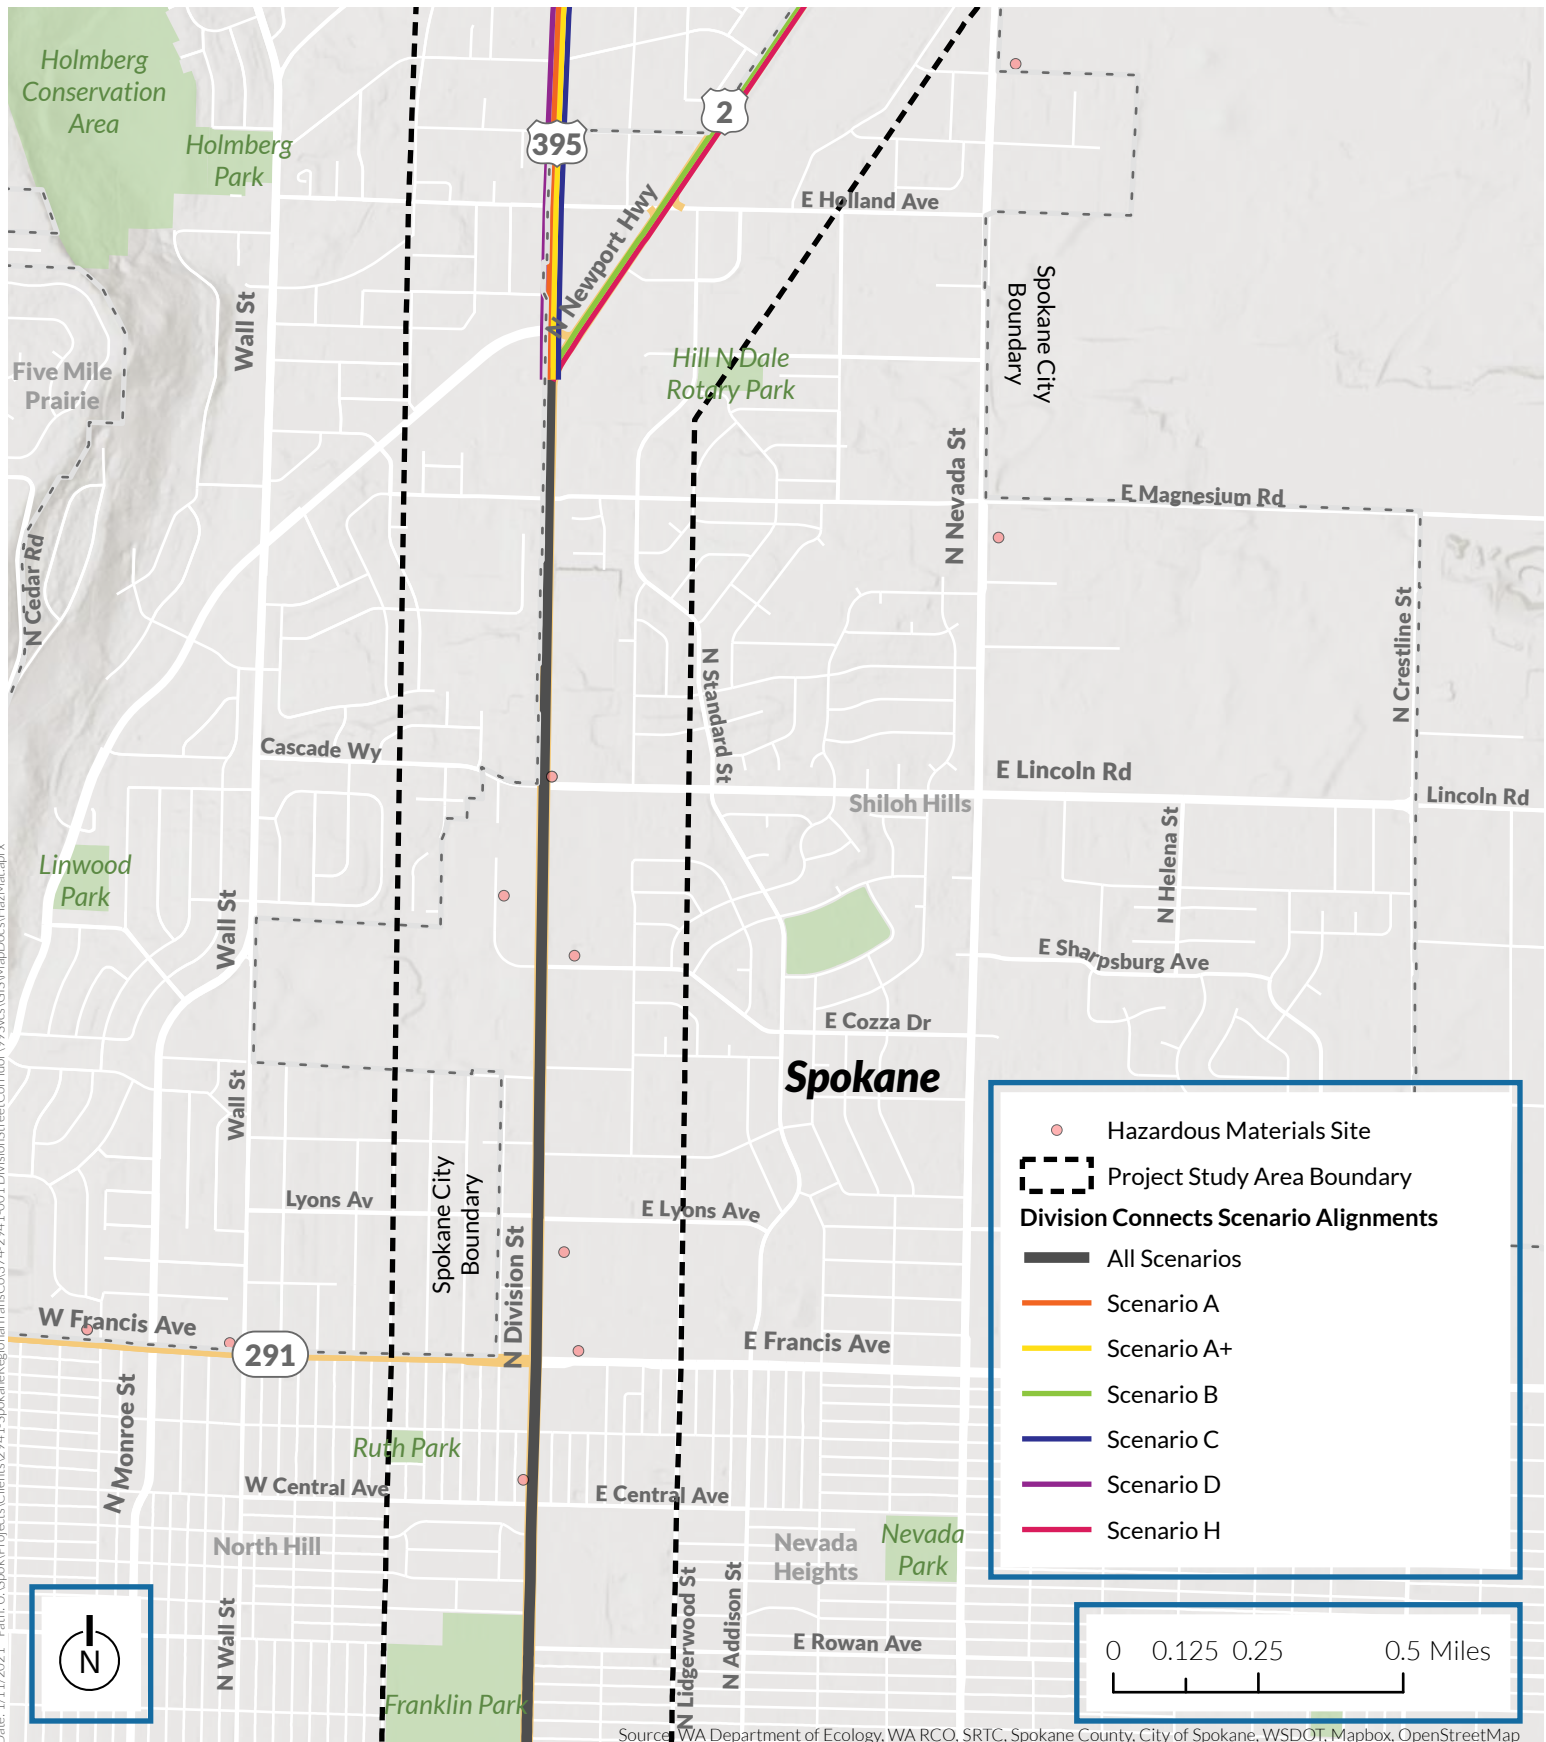 Holmberg
Conservation
Area
Holmberg
Park
395
2
E Holland Ave
N Newport Hwy
Wall St
Spokane City
Boundary
Five Mile
Prairie
Hill N Dale
Rotary Park
N Nevada St
E Magnesium Rd
N Cedar Rd
N Crestline St
N Standard St
Cascade Wy
E Lincoln Rd
Lincoln Rd
Shiloh Hills
N Helena St
Linwood
Park
Wall St
E Sharpsburg Ave
E Cozza Dr
Spokane
Wall St
Lyons Av
Spokane City
Boundary
E Lyons Ave
N Division St
W Francis Ave
291
E Francis Ave
N Monroe St
Ruth Park
W Central Ave
E Central Ave
North Hill
Nevada
Heights
Nevada
Park
N Wall St
N Lidgerwood St
N Addison St
E Rowan Ave
Franklin Park
Hazardous Materials Site
Project Study Area Boundary
Division Connects Scenario Alignments
All Scenarios
Scenario A
Scenario A+
Scenario B
Scenario C
Scenario D
Scenario H
N
0 0.125 0.25 0.5 Miles
Source: WA Department of Ecology, WA RCO, SRTC, Spokane County, City of Spokane, WSDOT, Mapbox, OpenStreetMap